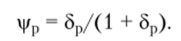 ψp = δp/(1 + δp).